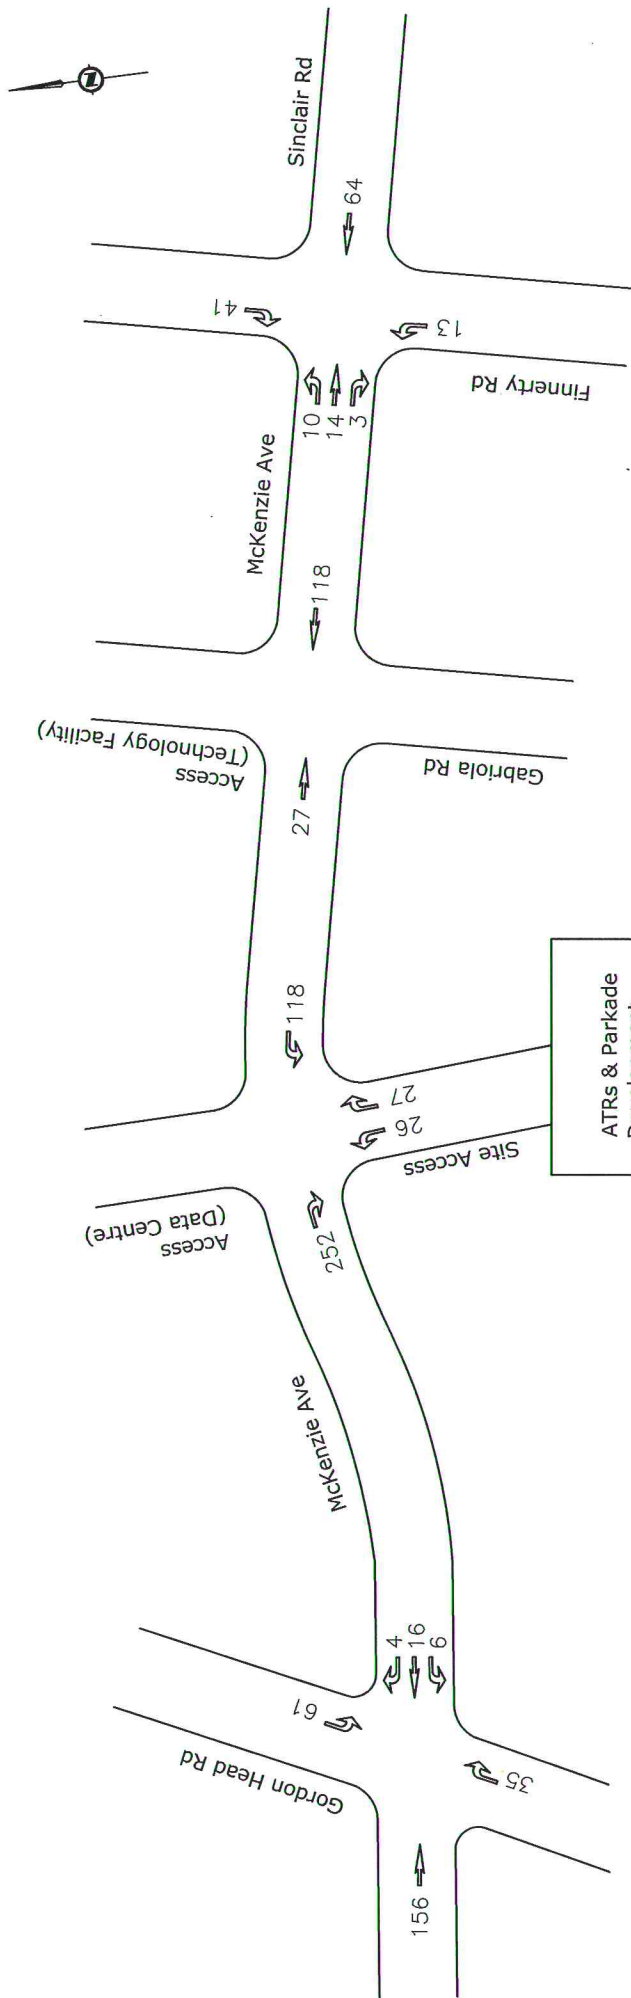 Gordon Head Rd
156
61
35
4
16
6
McKenzie Ave
252
Access
(Data Centre)
Site Access
26
27
118
ATRs & Parkade
27
Access
(Technology Facility)
Gabriola Rd
118
McKenzie Ave
10
14
3
41
13
Finnerty Rd
64
Sinclair Rd
N